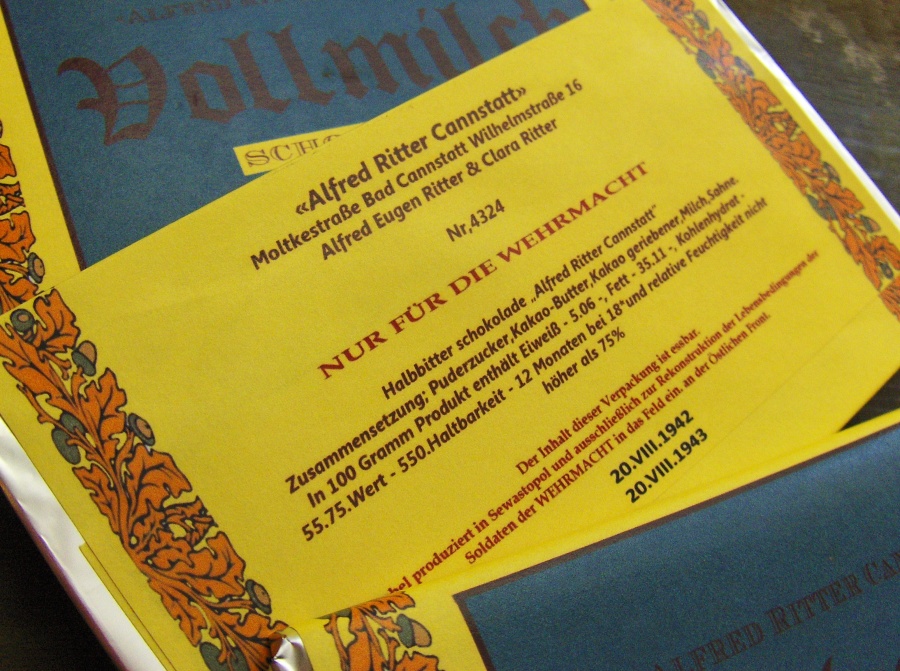 «ALFRED
Vollmilch
SCHO
«Alfred Ritter Cannstatt»
Moltkestraße Bad Cannstatt Wilhelmstraße 16
Alfred Eugen Ritter & Clara Ritter
Nr,4324
NUR FÜR DIE WEHRMACHT
Halbbitter schokolade „Alfred Ritter Cannstatt"
Zusammensetzung; Puderzucker,Kakao-Butter,Kakao geriebener,Milch,Sahne.
In 100 Gramm Produkt enthält Eiweiß - 5.06 -, Fett - 35.11 -, Kohlenhydrat -
55.75.Wert - 550.Haltbarkeit - 12 Monaten bei 18°und relative Feuchtigkeit nicht
höher als 75%
Der Inhalt dieser Verpackung ist essbar.
bel produziert in Sewastopol und ausschließlich zur Rekonstruktion der Lebensbedingungen der
Soldaten der WEHRMACHT in das Feld ein. an der Östlichen Front.
20.VIII.1942
20.VIII.1943
ALFRED RITTER CAN